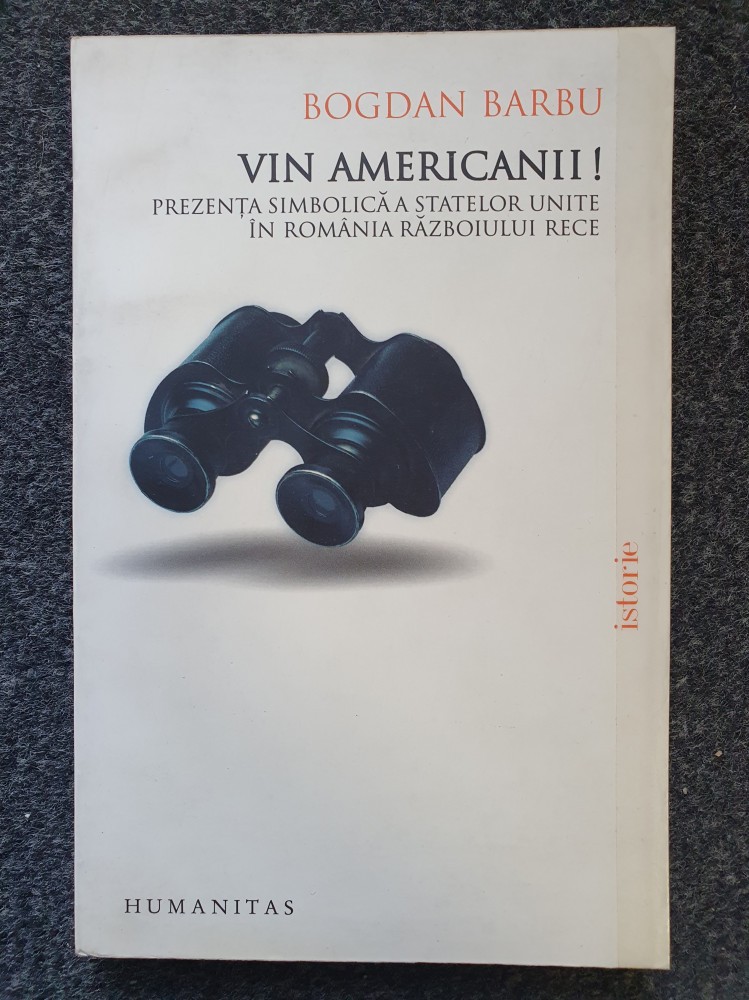 BOGDAN BARBU
VIN AMERICANII!
PREZENȚA SIMBOLICĂ A STATELOR UNITE
ÎN ROMÂNIA RĂZBOIULUI RECE
istorie
HUMANITAS